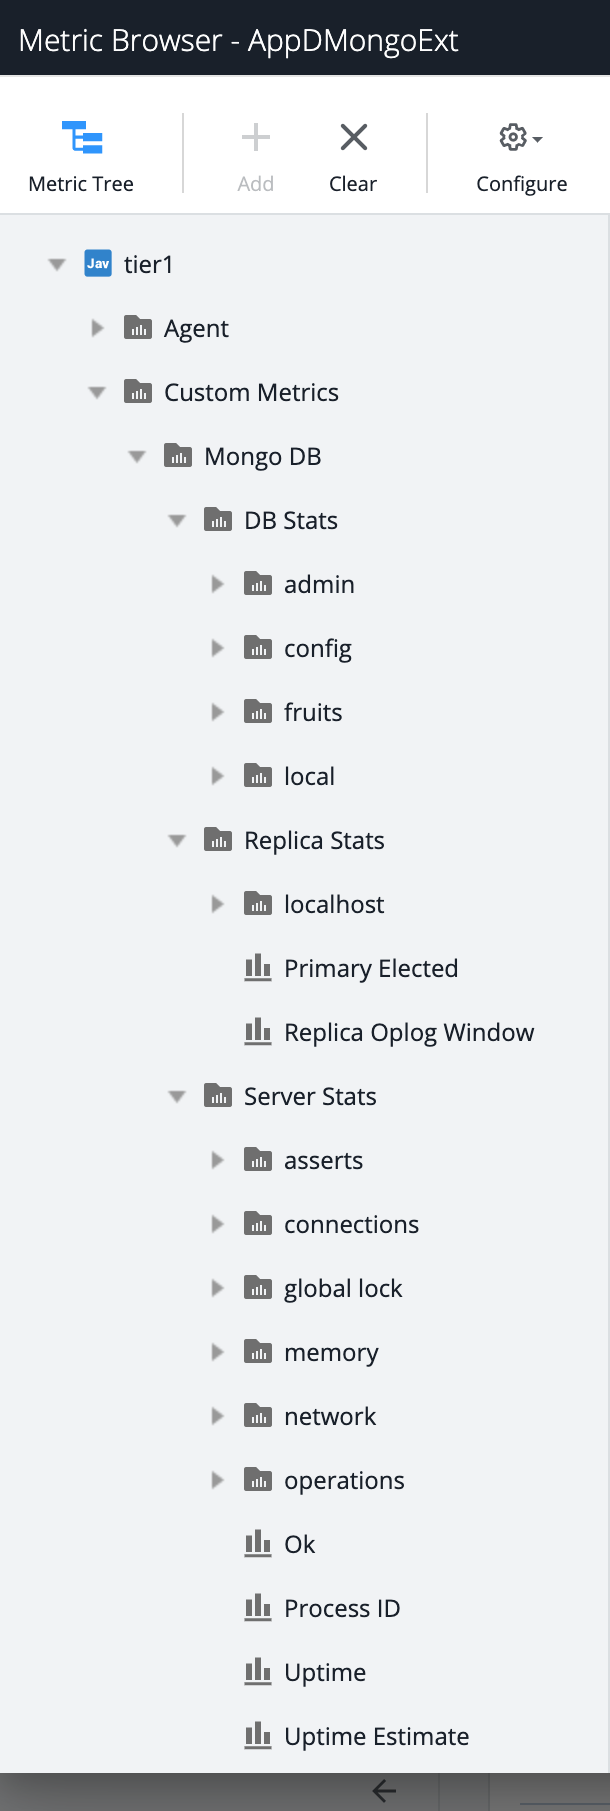 Metric Browser - AppDMongoExt
Metric Tree
Add
Clear
Configure
Jav tier1
Agent
Custom Metrics
Mongo DB
DB Stats
admin
config
fruits
local
Replica Stats
localhost
Primary Elected
Replica Oplog Window
Server Stats
asserts
connections
global lock
memory
network
operations
Ok
Process ID
Uptime
Uptime Estimate